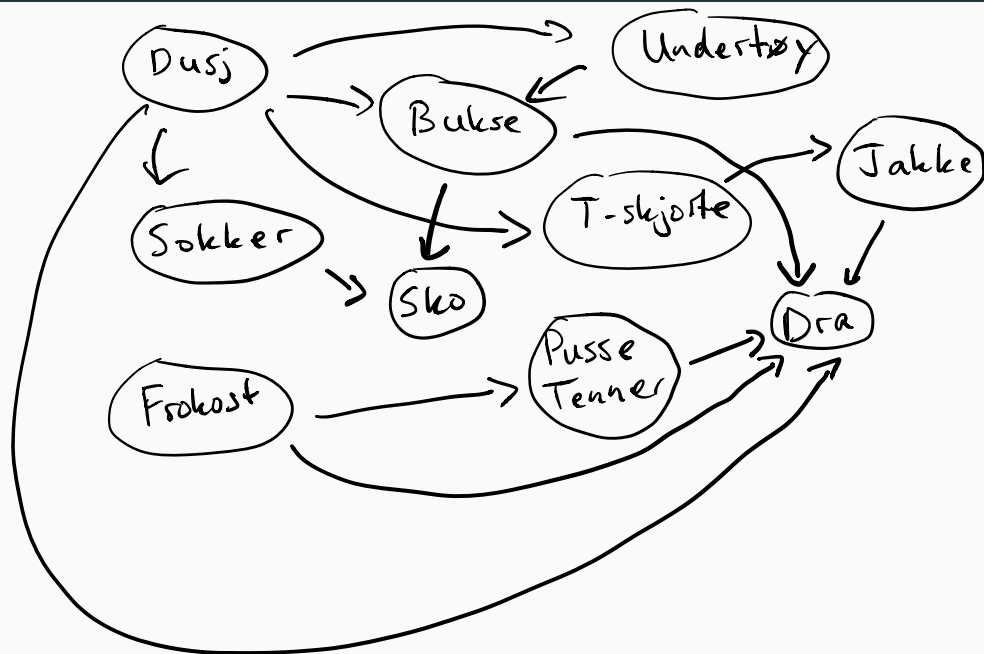 Dusj
Undertøy
Bukse
Jakke
T-skjorte
Sokker
Sko
Dra
Pusse
Tenner
Frokost